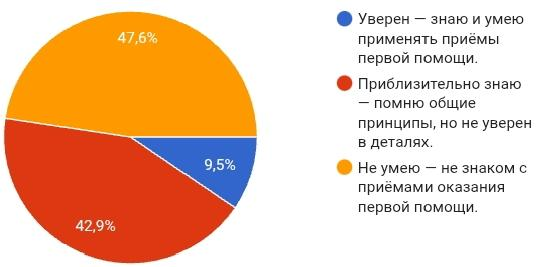 47,6%
9,5%
42,9%
Уверен — знаю и умею
применять приёмы
первой помощи.
Приблизительно знаю
— помню общие
принципы, но не уверен
в деталях.
Не умею — не знаком с
приёмами оказания
первой помощи.